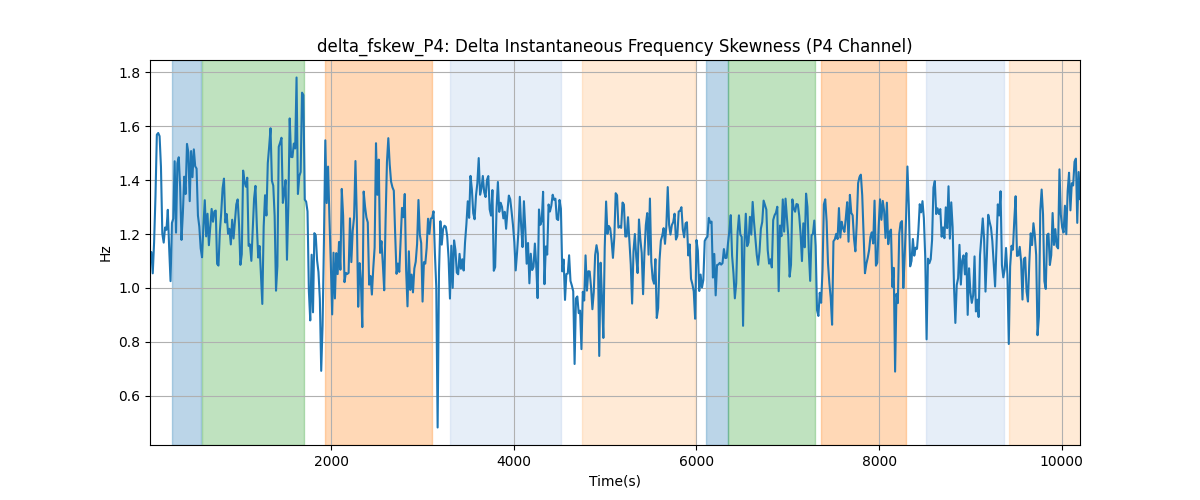 delta_fskew_P4: Delta Instantaneous Frequency Skewness (P4 Channel)
1.8
1.6
1.4
1.2
1.0
0.8
0.6
Hz
2000 4000 6000 8000 10000
Time(s)